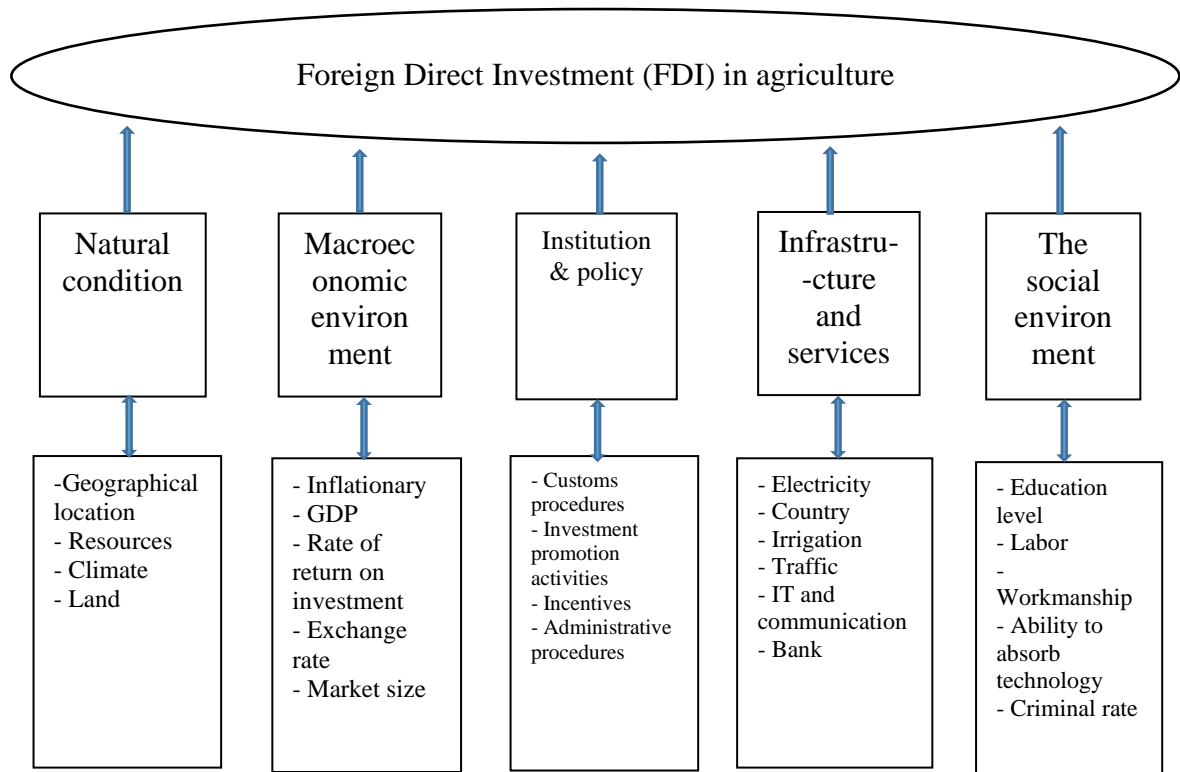 Foreign Direct Investment (FDI) in agriculture
Natural
condition
Macroec
onomic
environ
ment
Institution
& policy
Infrastru-
-cture
and
services
The
social
environ
ment
-Geographical
location
- Resources
- Climate
- Land
- Inflationary
- GDP
- Rate of
return on
investment
- Exchange
rate
- Market size
- Customs
procedures
- Investment
promotion
activities
- Incentives
- Administrative
procedures
- Electricity
- Country
- Irrigation
- Traffic
- IT and
communication
- Bank
- Education
level
- Labor
-
Workmanship
- Ability to
absorb
technology
- Criminal rate